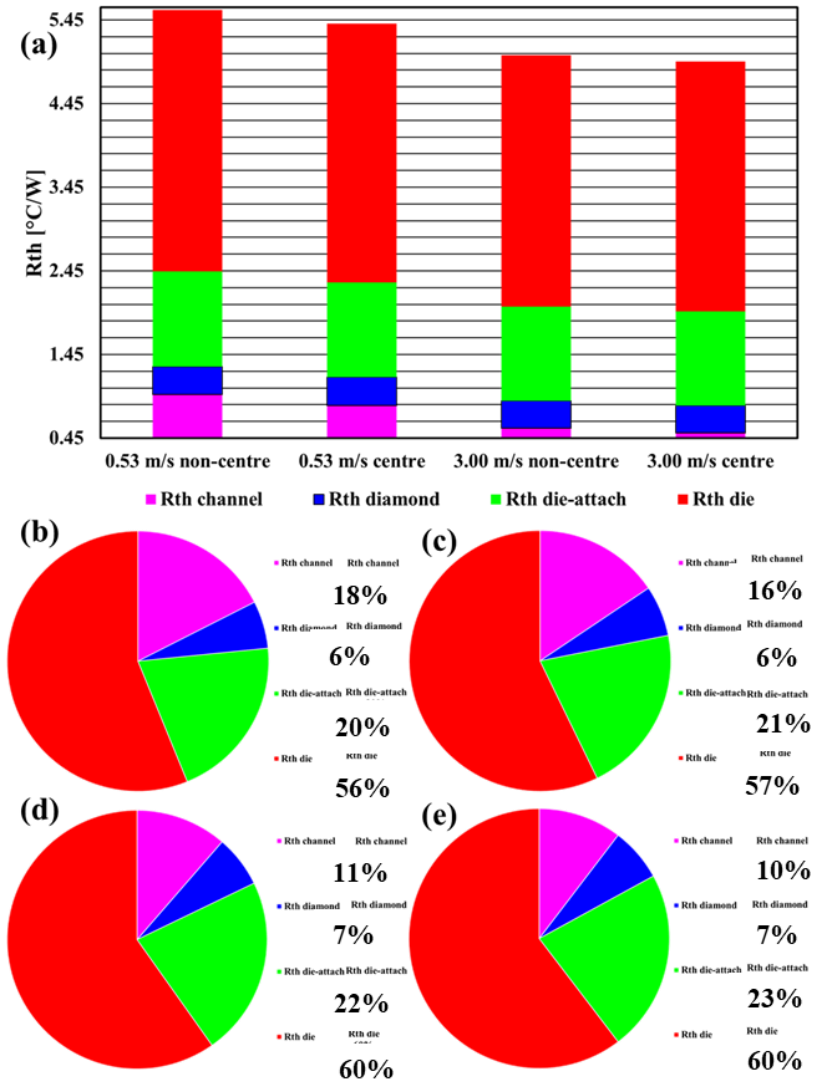 (a)
5.45
4.45
3.45
2.45
1.45
0.45
Rth [°C/W]
0.53 m/s non-centre
0.53 m/s centre
3.00 m/s non-centre
3.00 m/s centre
Rth channel
Rth diamond
Rth die-attach
Rth die
(b)
Rth channel
Rth channel
18%
Rth diamond
Rth diamond
6%
Rth die-attach
Rth die-attach
20%
Rth die
Rth die
56%
(c)
Rth channel
Rth channel
16%
Rth diamond
Rth diamond
6%
Rth die-attach
Rth die-attach
21%
Rth die
Rth die
57%
(d)
Rth channel
Rth channel
11%
Rth diamond
Rth diamond
7%
Rth die-attach
Rth die-attach
22%
Rth die
Rth die
60%
(e)
Rth channel
Rth channel
10%
Rth diamond
Rth diamond
7%
Rth die-attach
Rth die-attach
23%
Rth die
Rth die
60%